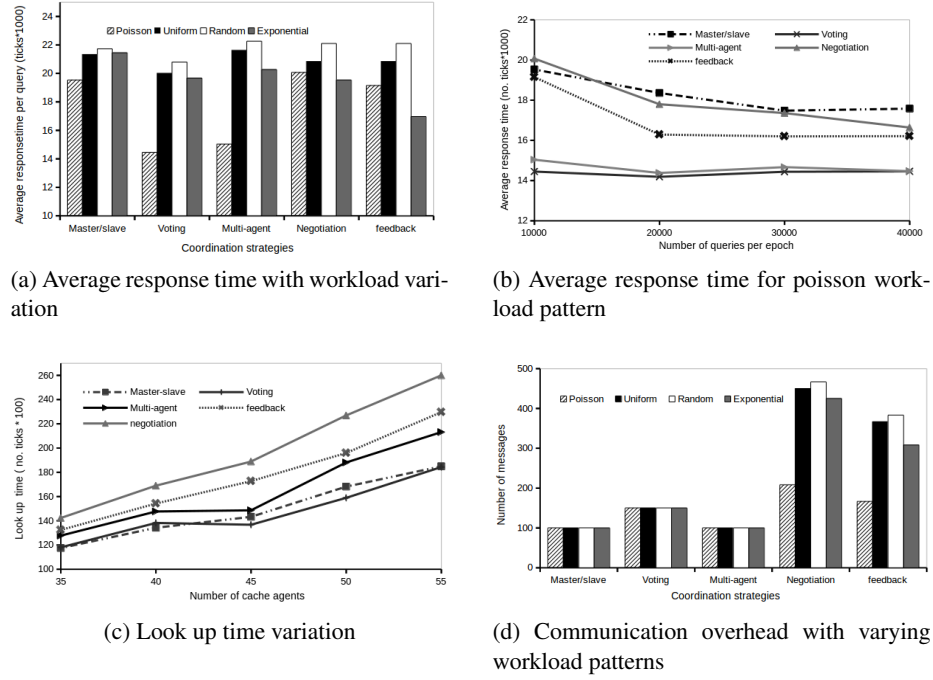 Poisson Uniform Random Exponential
Average responsetime per query (ticks*1000)
24
22
20
18
16
14
12
10
Master/slave Voting Multi-agent Negotiation feedback
Coordination strategies
(a) Average response time with workload vari-
ation
Master/slave Voting
Multi-agent Negotiation
feedback
Average response time (no. ticks*1000)
22
20
18
16
14
12
10000 20000 30000 40000
Number of queries per epoch
(b) Average response time for poisson work-
load pattern
Master-slave Voting
Multi-agent feedback
negotiation
Look up time ( no. ticks * 100)
260
240
220
200
180
160
140
120
100
35 40 45 50 55
Number of cache agents
(c) Look up time variation
Poisson Uniform Random Exponential
Number of messages
500
400
300
200
100
0
Master/slave Voting Multi-agent Negotiation feedback
Coordination strategies
(d) Communication overhead with varying
workload patterns